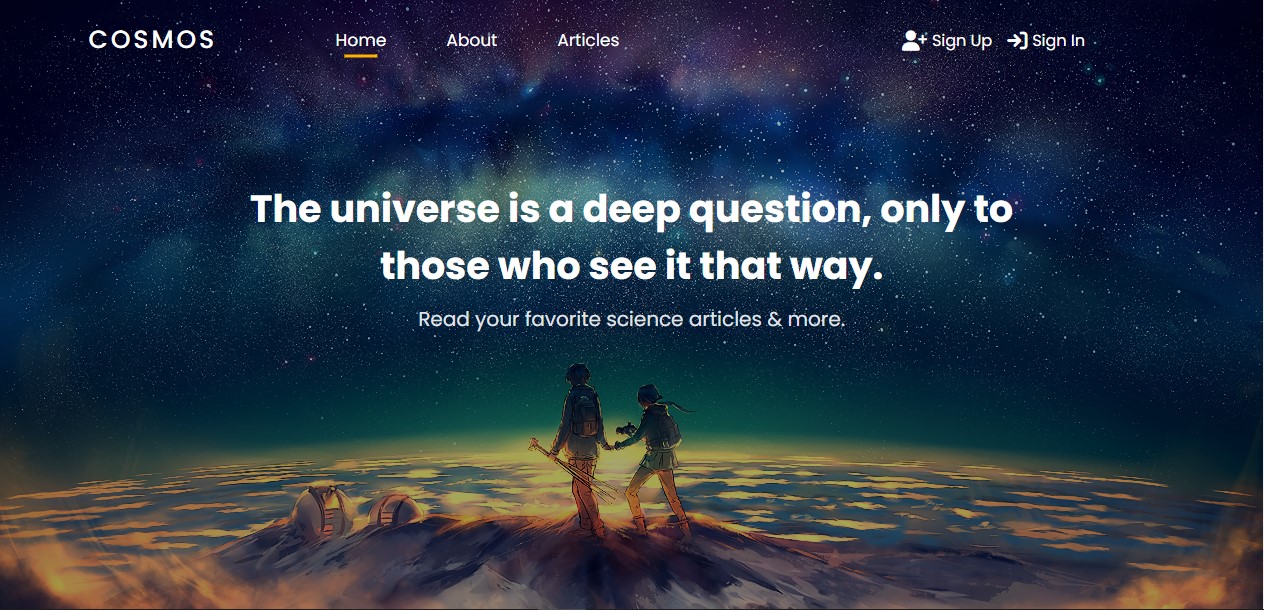 COSMOS
Home
About
Articles
Sign Up
Sign In
The universe is a deep question, only to
those who see it that way.
Read your favorite science articles & more.